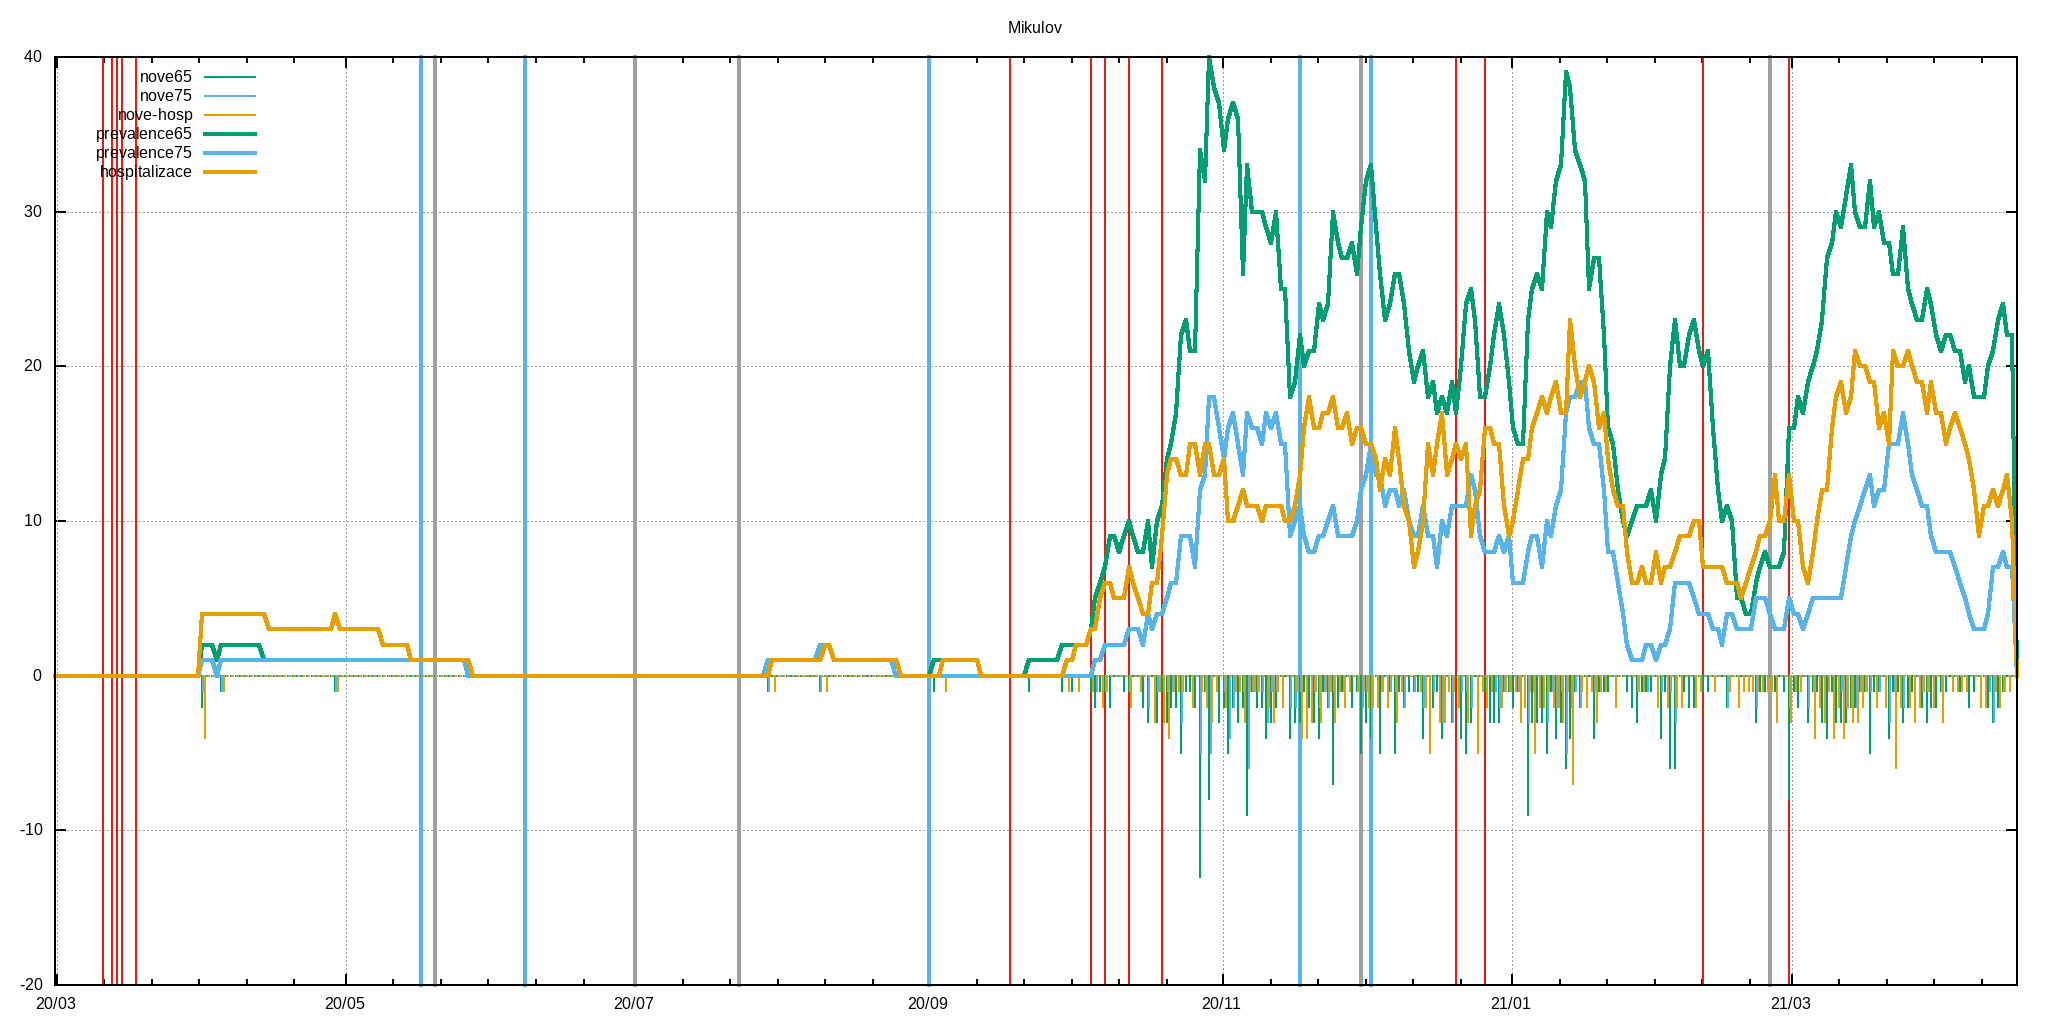 Mikulov
40
30
20
10
0
-10
-20
nove65
nove75
nove-hosp
prevalence65
prevalence75
hospitalizace
20/03 20/05 20/07 20/09 20/11 21/01 21/03